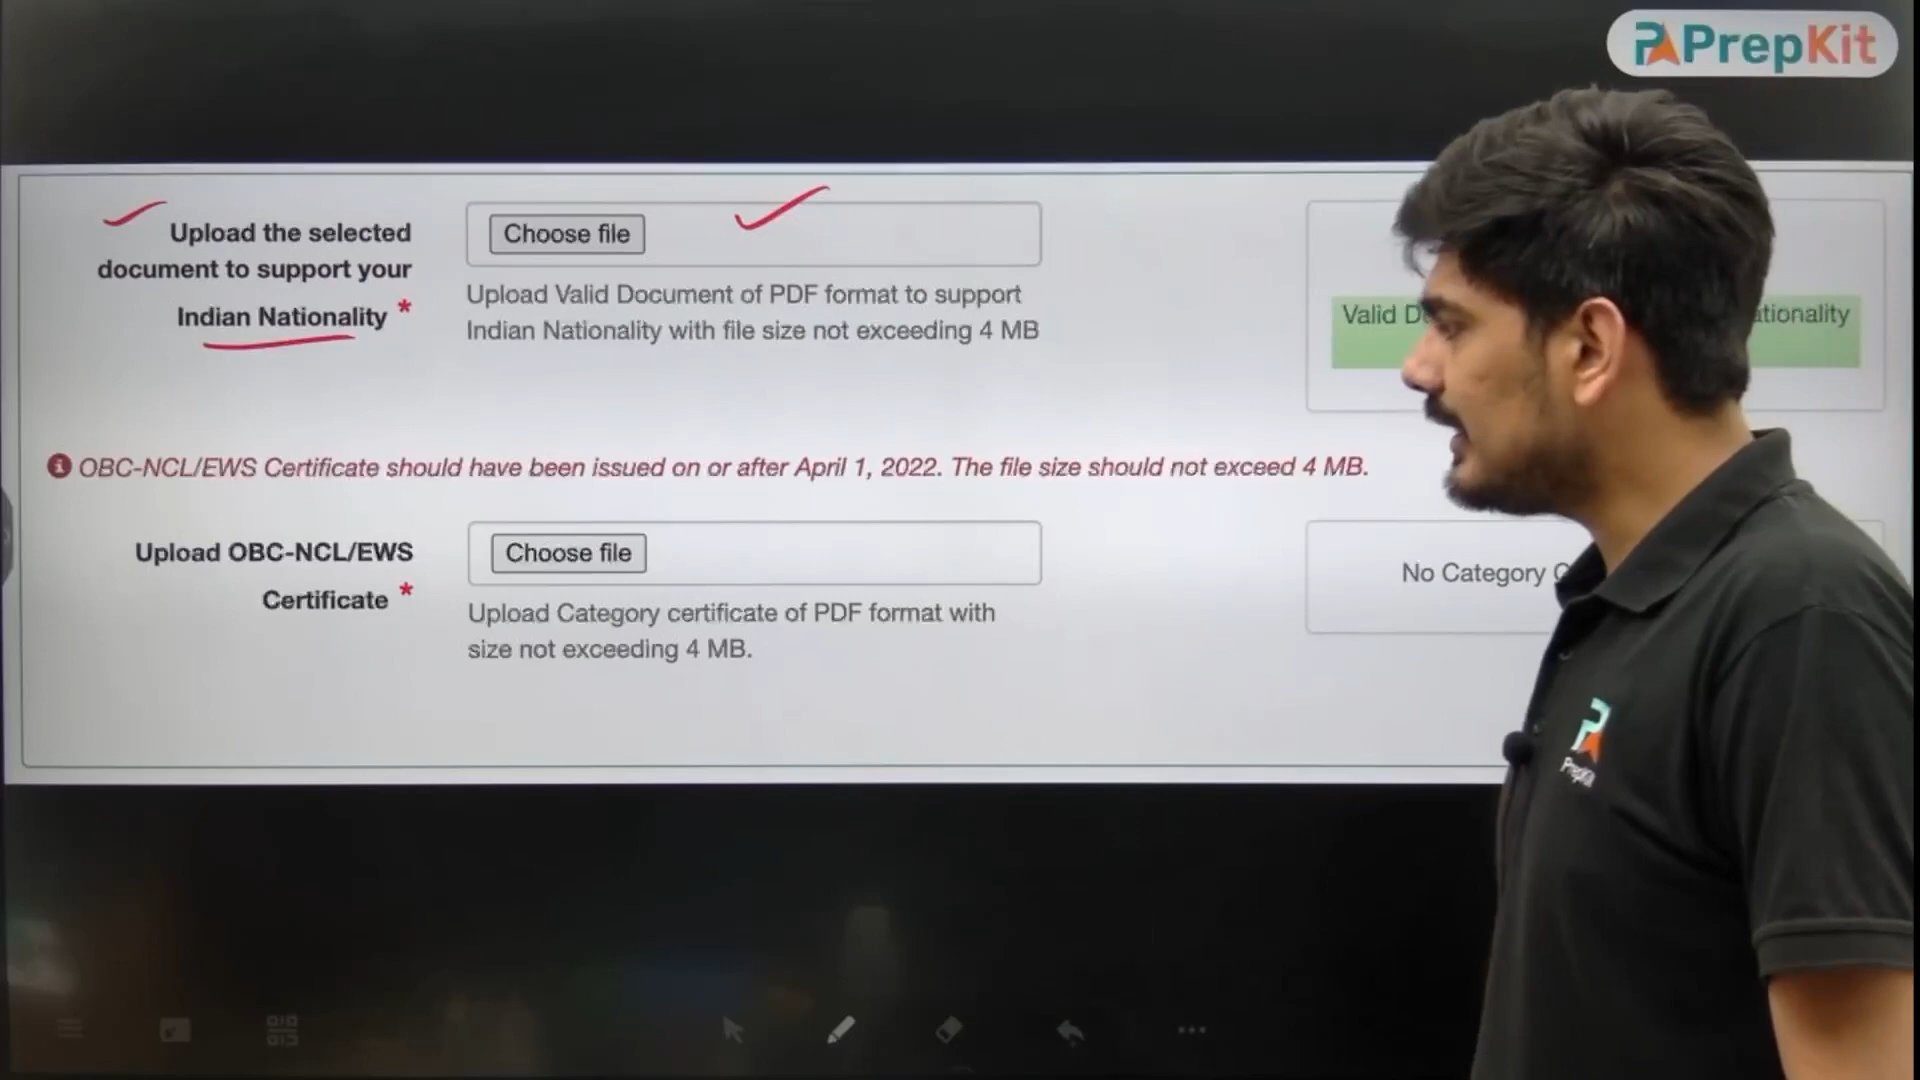 PrepKit
Upload the selected
document to support your
Indian Nationality *
Choose file
Upload Valid Document of PDF format to support
Indian Nationality with file size not exceeding 4 MB
Valid
OBC-NCL/EWS Certificate should have been issued on or after April 1, 2022. The file size should not exceed 4 MB.
Upload OBC-NCL/EWS
Certificate *
Choose file
Upload Category certificate of PDF format with
size not exceeding 4 MB.
No Category
PrepKit